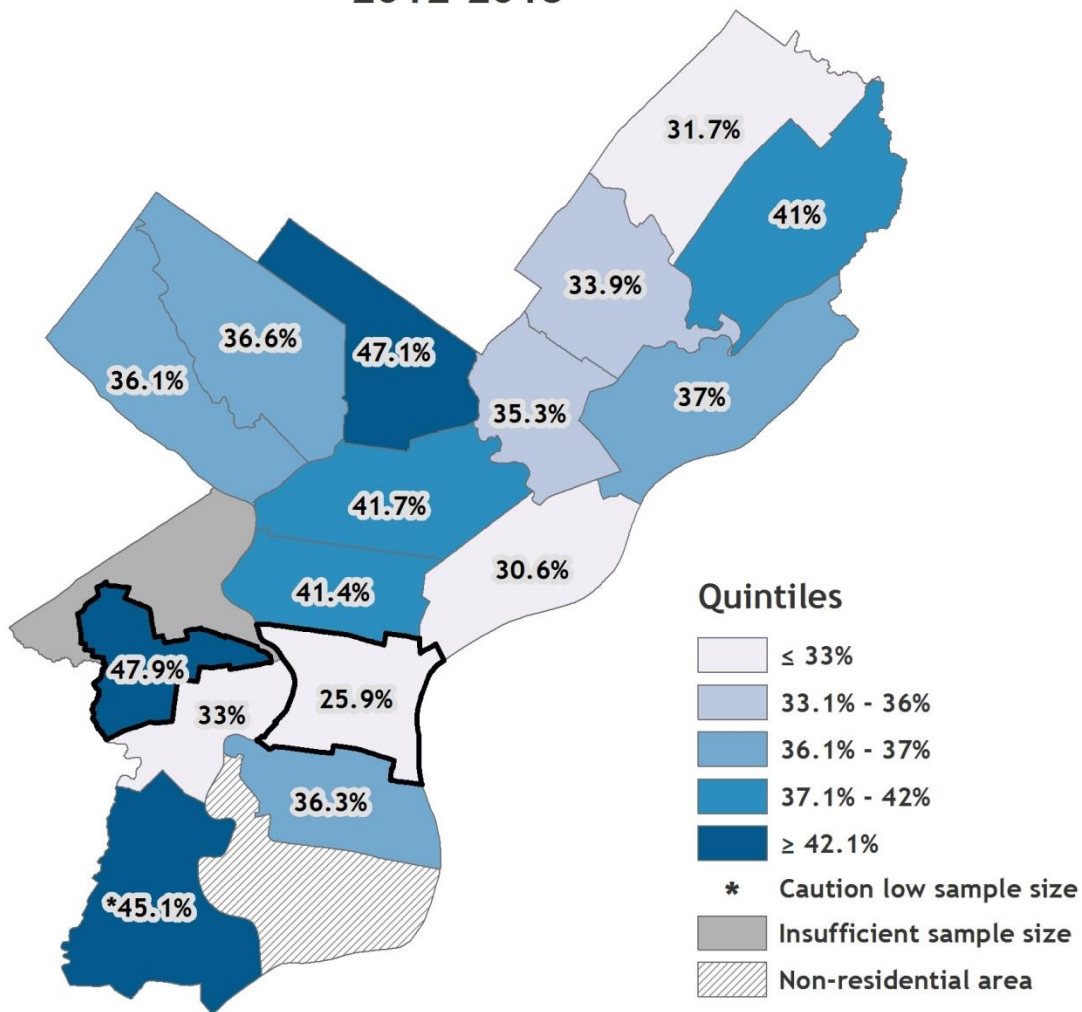 31.7%
41%
33.9%
36.6%
47.1%
36.1%
37%
35.3%
41.7%
30.6%
41.4%
47.9%
25.9%
33%
36.3%
*45.1%
Quintiles
≤ 33%
33.1% - 36%
36.1% - 37%
37.1% - 42%
≥ 42.1%
* Caution low sample size
Insufficient sample size
Non-residential area